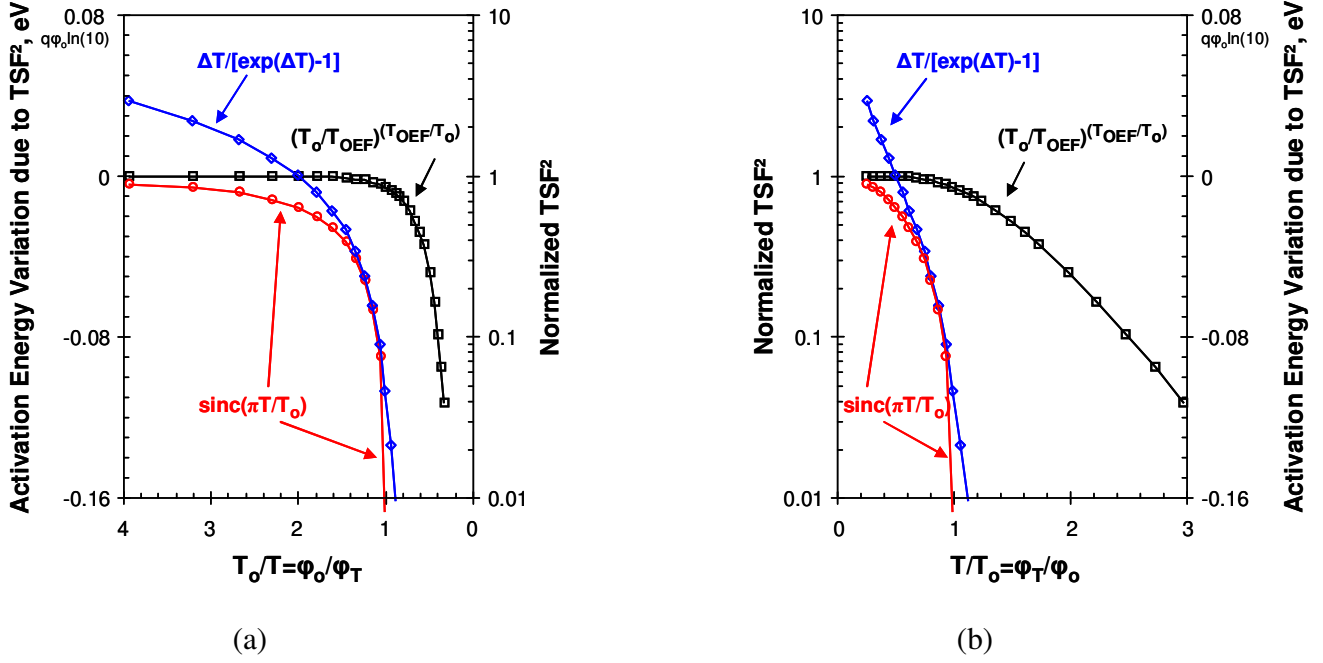 Activation Energy Variation due to TSF², eV
0.08
qφₒln(10)
0
-0.08
-0.16
10
1
0.1
0.01
Normalized TSF²
ΔT/[exp(ΔT)-1]
(Tₒ/T_OEF)^(T_OEF/Tₒ)
sinc(πT/Tₒ)
4 3 2 1 0
Tₒ/T=φₒ/φ_T
(a)
Normalized TSF²
10
1
0.1
0.01
ΔT/[exp(ΔT)-1]
(Tₒ/T_OEF)^(T_OEF/Tₒ)
sinc(πT/Tₒ)
0 1 2 3
T/Tₒ=φ_T/φₒ
0.08
qφₒln(10)
0
-0.08
-0.16
Activation Energy Variation due to TSF², eV
(b)